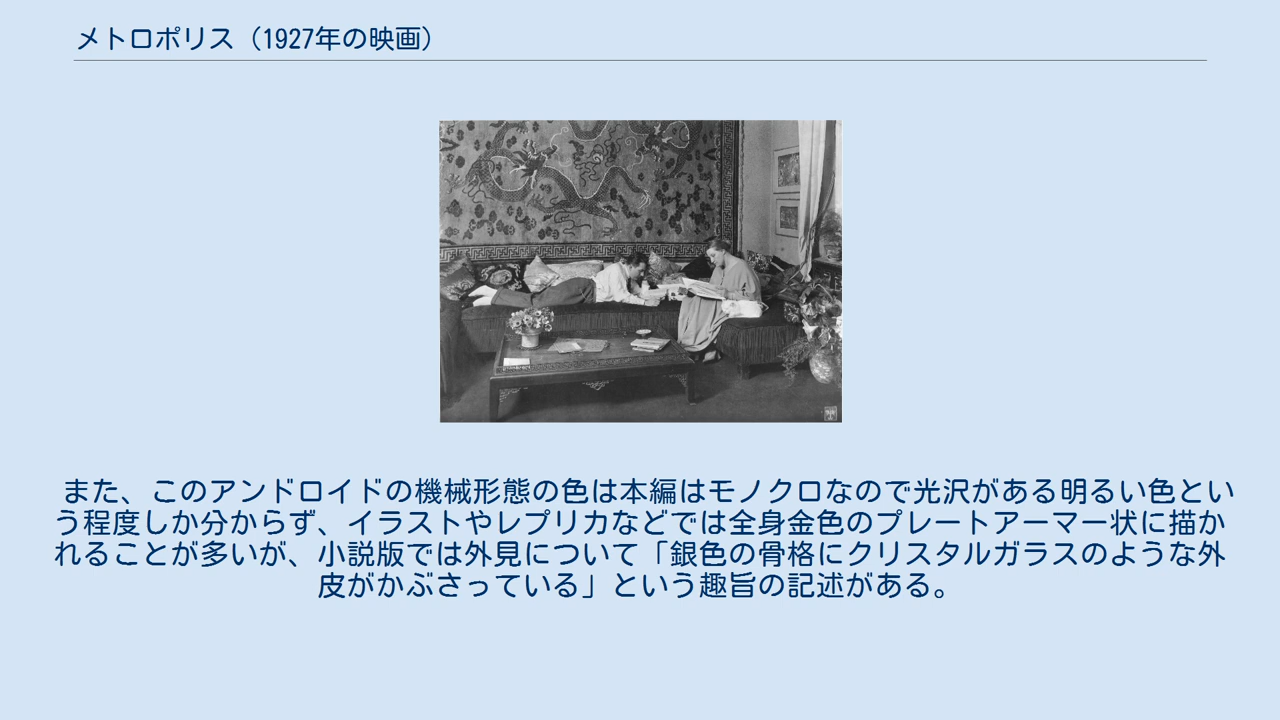 メトロポリス（1927年の映画）
また、このアンドロイドの機械形態の色は本編はモノクロなので光沢がある明るい色とい
う程度しか分からず、イラストやレプリカなどでは全身金色のプレートアーマー状に描か
れることが多いが、小説版では外見について「銀色の骨格にクリスタルガラスのような外
皮がかぶさっている」という趣旨の記述がある。